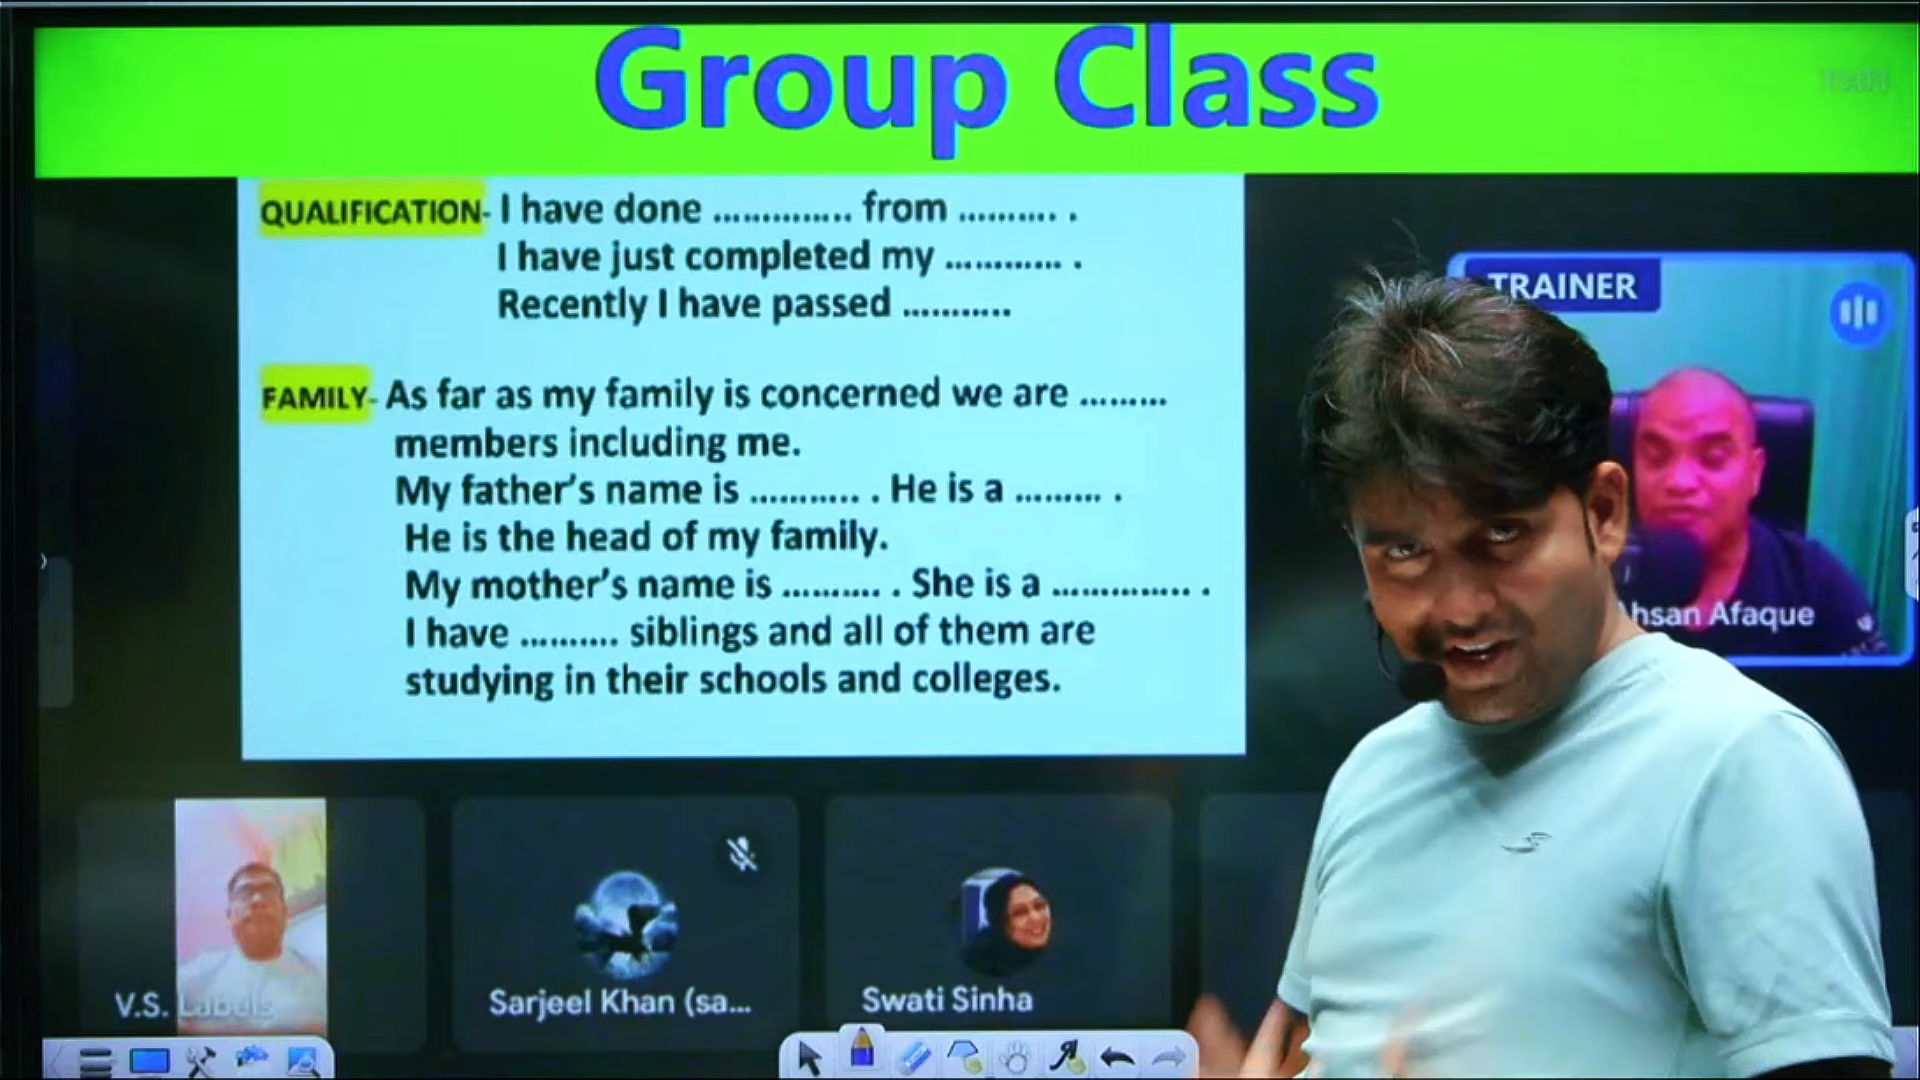 Group Class
QUALIFICATION- I have done .............. from .......... .
I have just completed my ............ .
Recently I have passed ...........
FAMILY- As far as my family is concerned we are .........
members including me.
My father's name is ........... . He is a ......... .
He is the head of my family.
My mother's name is .......... . She is a .............. .
I have .......... siblings and all of them are
studying in their schools and colleges.
TRAINER
Ahsan Afaque
V.S. Labuls
Sarjeel Khan (sa...
Swati Sinha